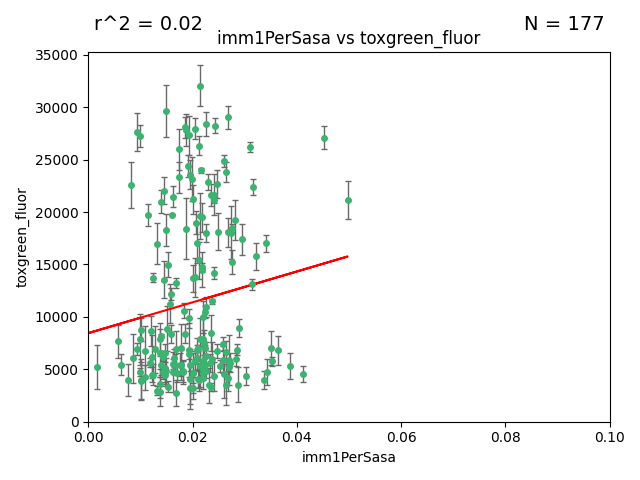 r^2 = 0.02
N = 177
imm1PerSasa vs toxgreen_fluor
35000
30000
25000
20000
15000
10000
5000
0
toxgreen_fluor
0.00
0.02
0.04
0.06
0.08
0.10
imm1PerSasa